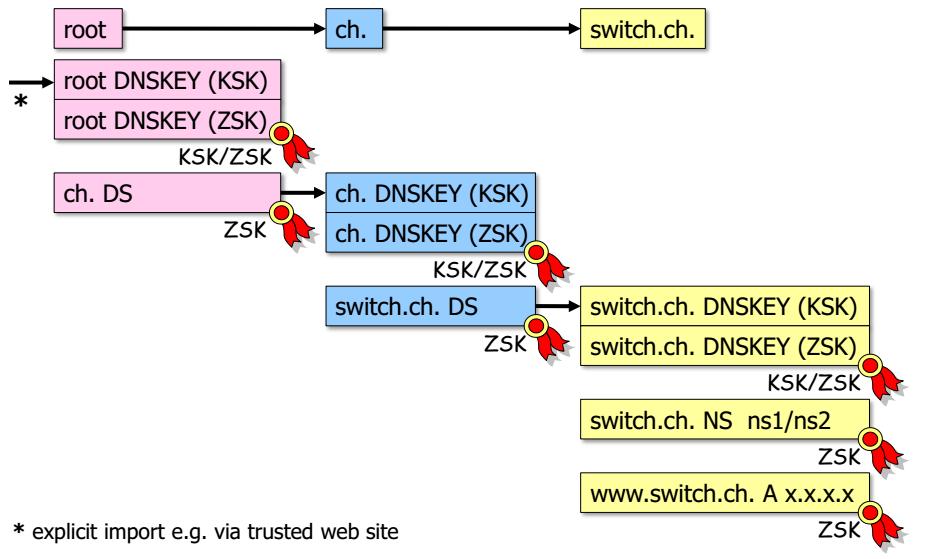 root
ch.
switch.ch.
*
root DNSKEY (KSK)
root DNSKEY (ZSK)
KSK/ZSK
ch. DS
ZSK
ch. DNSKEY (KSK)
ch. DNSKEY (ZSK)
KSK/ZSK
switch.ch. DS
ZSK
switch.ch. DNSKEY (KSK)
switch.ch. DNSKEY (ZSK)
KSK/ZSK
switch.ch. NS ns1/ns2
ZSK
www.switch.ch. A x.x.x.x
ZSK
* explicit import e.g. via trusted web site